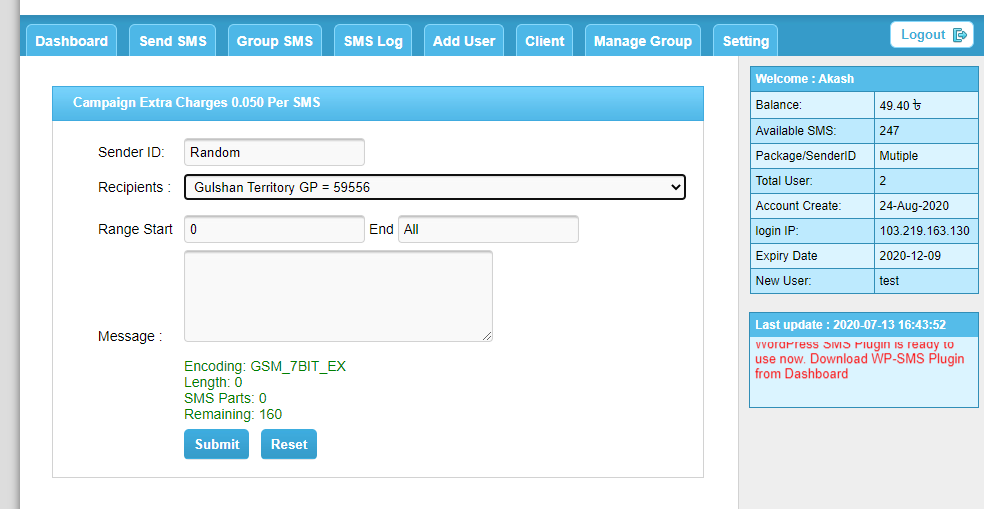 Dashboard
Send SMS
Group SMS
SMS Log
Add User
Client
Manage Group
Setting
Logout
Campaign Extra Charges 0.050 Per SMS
Sender ID: Random
Recipients : Gulshan Territory GP = 59556
Range Start 0 End All
Message :
Encoding: GSM_7BIT_EX
Length: 0
SMS Parts: 0
Remaining: 160
Submit Reset
Welcome : Akash
Balance: 49.40 ৳
Available SMS: 247
Package/SenderID Mutiple
Total User: 2
Account Create: 24-Aug-2020
login IP: 103.219.163.130
Expiry Date 2020-12-09
New User: test
Last update : 2020-07-13 16:43:52
WordPress SMS Plugin is ready to
use now. Download WP-SMS Plugin
from Dashboard